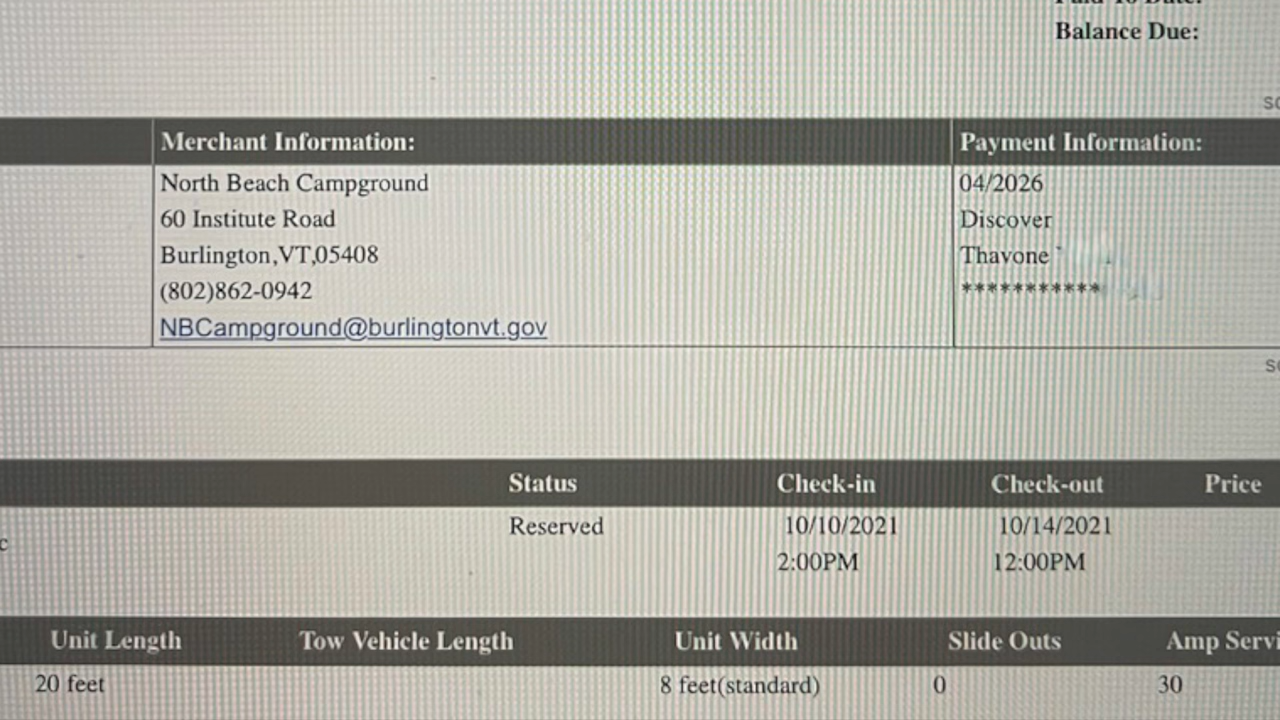 Balance Due:
Merchant Information:
Payment Information:
North Beach Campground
04/2026
60 Institute Road
Discover
Burlington,VT,05408
Thavone
(802)862-0942
***********
NBCampground@burlingtonvt.gov
Status Check-in Check-out Price
Reserved 10/10/2021 10/14/2021
2:00PM 12:00PM
Unit Length Tow Vehicle Length Unit Width Slide Outs Amp Servi
20 feet 8 feet(standard) 0 30